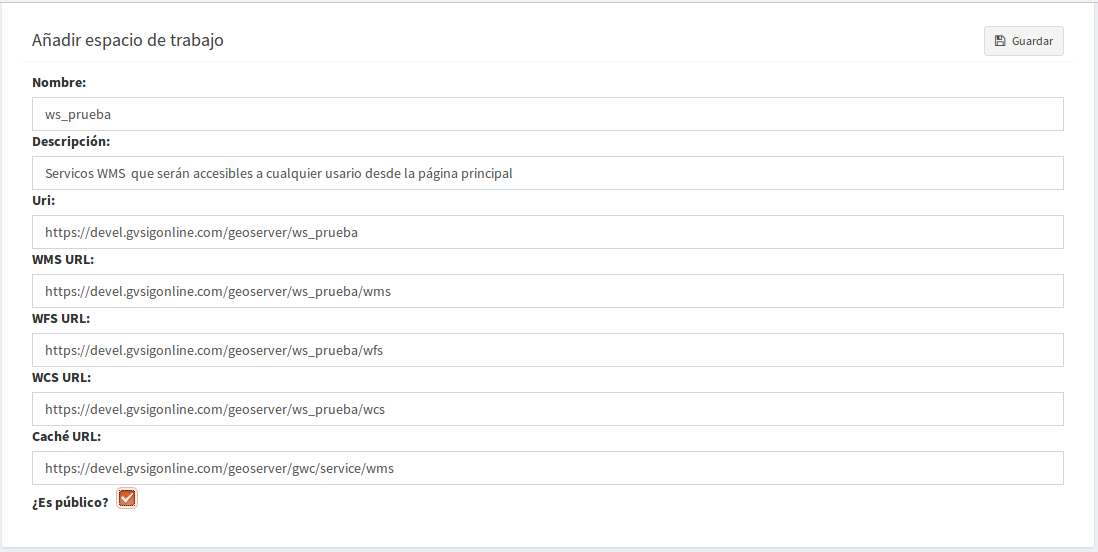 Añadir espacio de trabajo
Guardar
Nombre:
ws_prueba
Descripción:
Servicos WMS  que serán accesibles a cualquier usario desde la página principal
Uri:
https://devel.gvsigonline.com/geoserver/ws_prueba
WMS URL:
https://devel.gvsigonline.com/geoserver/ws_prueba/wms
WFS URL:
https://devel.gvsigonline.com/geoserver/ws_prueba/wfs
WCS URL:
https://devel.gvsigonline.com/geoserver/ws_prueba/wcs
Caché URL:
https://devel.gvsigonline.com/geoserver/gwc/service/wms
¿Es público?